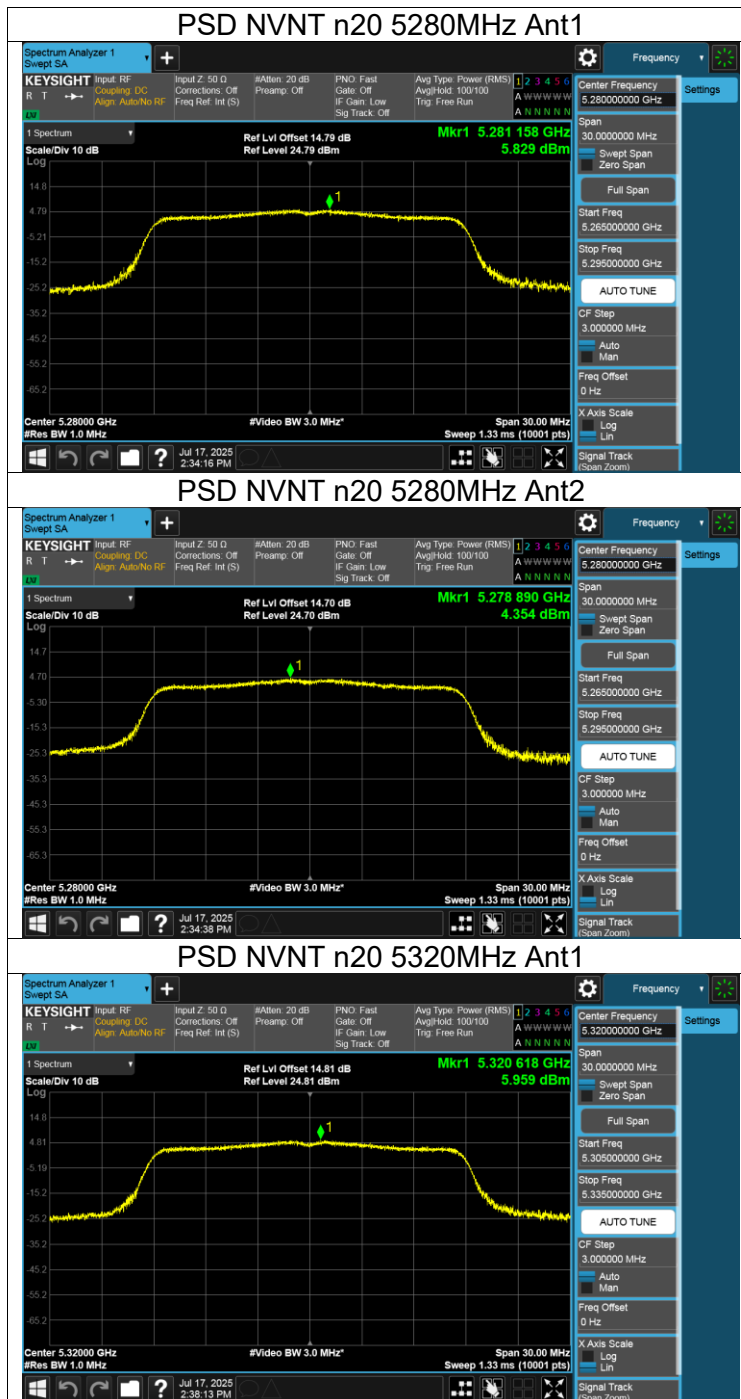 PSD NVNT n20 5280MHz Ant1
Spectrum Analyzer 1
Swept SA
Frequency
KEYSIGHT
R T
LXI
Input: RF
Coupling: DC
Align: Auto/No RF
Input Z: 50 Ω
Corrections: Off
Freq Ref: Int (S)
#Atten: 20 dB
Preamp: Off
PNO: Fast
Gate: Off
IF Gain: Low
Sig Track: Off
Avg Type: Power (RMS)
Avg|Hold: 100/100
Trig: Free Run
1 2 3 4 5 6
A W W W W W
A N N N N N
Center Frequency
5.280000000 GHz
Settings
Span
30.0000000 MHz
Swept Span
Zero Span
Full Span
Start Freq
5.265000000 GHz
Stop Freq
5.295000000 GHz
AUTO TUNE
CF Step
3.000000 MHz
Auto
Man
Freq Offset
0 Hz
X Axis Scale
Log
Lin
Signal Track
(Span Zoom)
1 Spectrum
Scale/Div 10 dB
Log
Ref Lvl Offset 14.79 dB
Ref Level 24.79 dBm
Mkr1 5.281 158 GHz
5.829 dBm
1
14.8
4.79
-5.21
-15.2
-25.2
-35.2
-45.2
-55.2
-65.2
Center 5.28000 GHz
#Res BW 1.0 MHz
#Video BW 3.0 MHz*
Span 30.00 MHz
Sweep 1.33 ms (10001 pts)
?
Jul 17, 2025
2:34:16 PM
PSD NVNT n20 5280MHz Ant2
Spectrum Analyzer 1
Swept SA
Frequency
KEYSIGHT
R T
LXI
Input: RF
Coupling: DC
Align: Auto/No RF
Input Z: 50 Ω
Corrections: Off
Freq Ref: Int (S)
#Atten: 20 dB
Preamp: Off
PNO: Fast
Gate: Off
IF Gain: Low
Sig Track: Off
Avg Type: Power (RMS)
Avg|Hold: 100/100
Trig: Free Run
1 2 3 4 5 6
A W W W W W
A N N N N N
Center Frequency
5.280000000 GHz
Settings
Span
30.0000000 MHz
Swept Span
Zero Span
Full Span
Start Freq
5.265000000 GHz
Stop Freq
5.295000000 GHz
AUTO TUNE
CF Step
3.000000 MHz
Auto
Man
Freq Offset
0 Hz
X Axis Scale
Log
Lin
Signal Track
(Span Zoom)
1 Spectrum
Scale/Div 10 dB
Log
Ref Lvl Offset 14.70 dB
Ref Level 24.70 dBm
Mkr1 5.278 890 GHz
4.354 dBm
1
14.7
4.70
-5.30
-15.3
-25.3
-35.3
-45.3
-55.3
-65.3
Center 5.28000 GHz
#Res BW 1.0 MHz
#Video BW 3.0 MHz*
Span 30.00 MHz
Sweep 1.33 ms (10001 pts)
?
Jul 17, 2025
2:34:38 PM
PSD NVNT n20 5320MHz Ant1
Spectrum Analyzer 1
Swept SA
Frequency
KEYSIGHT
R T
LXI
Input: RF
Coupling: DC
Align: Auto/No RF
Input Z: 50 Ω
Corrections: Off
Freq Ref: Int (S)
#Atten: 20 dB
Preamp: Off
PNO: Fast
Gate: Off
IF Gain: Low
Sig Track: Off
Avg Type: Power (RMS)
Avg|Hold: 100/100
Trig: Free Run
1 2 3 4 5 6
A W W W W W
A N N N N N
Center Frequency
5.320000000 GHz
Settings
Span
30.0000000 MHz
Swept Span
Zero Span
Full Span
Start Freq
5.305000000 GHz
Stop Freq
5.335000000 GHz
AUTO TUNE
CF Step
3.000000 MHz
Auto
Man
Freq Offset
0 Hz
X Axis Scale
Log
Lin
Signal Track
(Span Zoom)
1 Spectrum
Scale/Div 10 dB
Log
Ref Lvl Offset 14.81 dB
Ref Level 24.81 dBm
Mkr1 5.320 618 GHz
5.959 dBm
1
14.8
4.81
-5.19
-15.2
-25.2
-35.2
-45.2
-55.2
-65.2
Center 5.32000 GHz
#Res BW 1.0 MHz
#Video BW 3.0 MHz*
Span 30.00 MHz
Sweep 1.33 ms (10001 pts)
?
Jul 17, 2025
2:38:13 PM